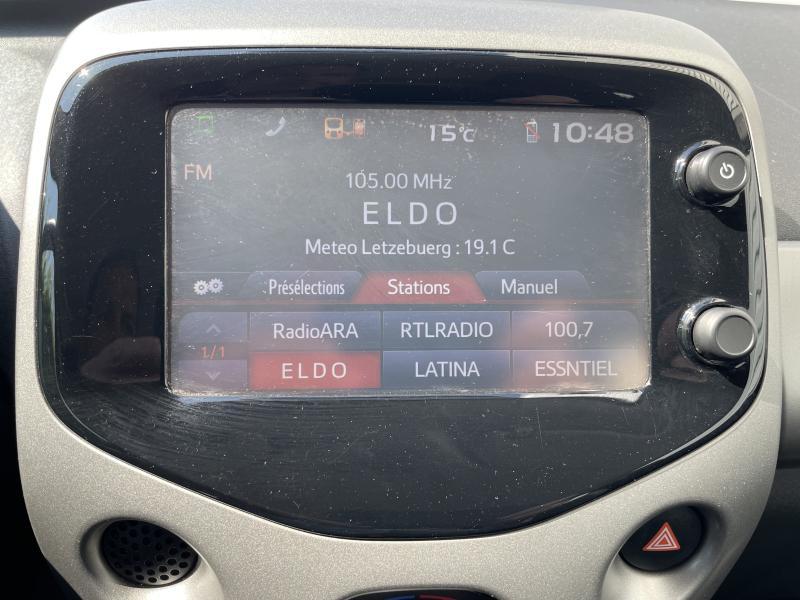 15°C 10:48
FM
105.00 MHz
ELDO
Meteo Letzebuerg : 19.1 C
Présélections Stations Manuel
RadioARA RTLRADIO 100,7
1/1
ELDO LATINA ESSNTIEL